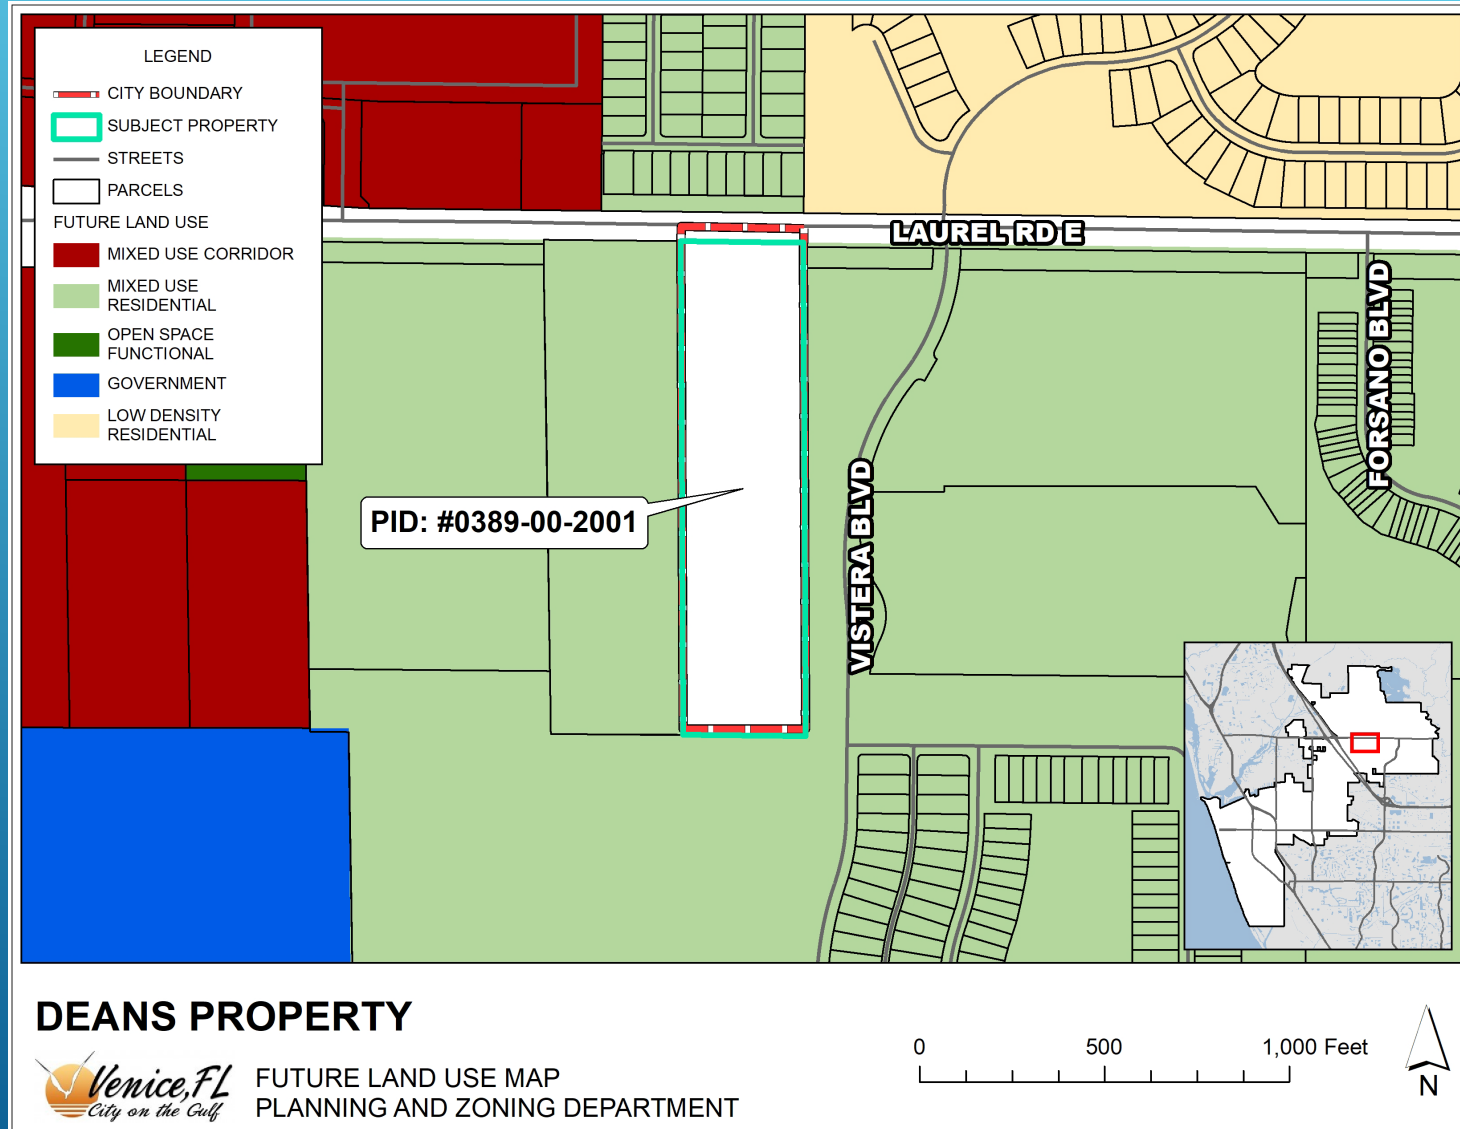 LEGEND
CITY BOUNDARY
SUBJECT PROPERTY
STREETS
PARCELS
FUTURE LAND USE
MIXED USE CORRIDOR
MIXED USE
RESIDENTIAL
OPEN SPACE
FUNCTIONAL
GOVERNMENT
LOW DENSITY
RESIDENTIAL
LAUREL RD E
FORSANO BLVD
VISTERA BLVD
PID: #0389-00-2001
DEANS PROPERTY
Venice, FL
City on the Gulf
FUTURE LAND USE MAP
PLANNING AND ZONING DEPARTMENT
0 500 1,000 Feet
N